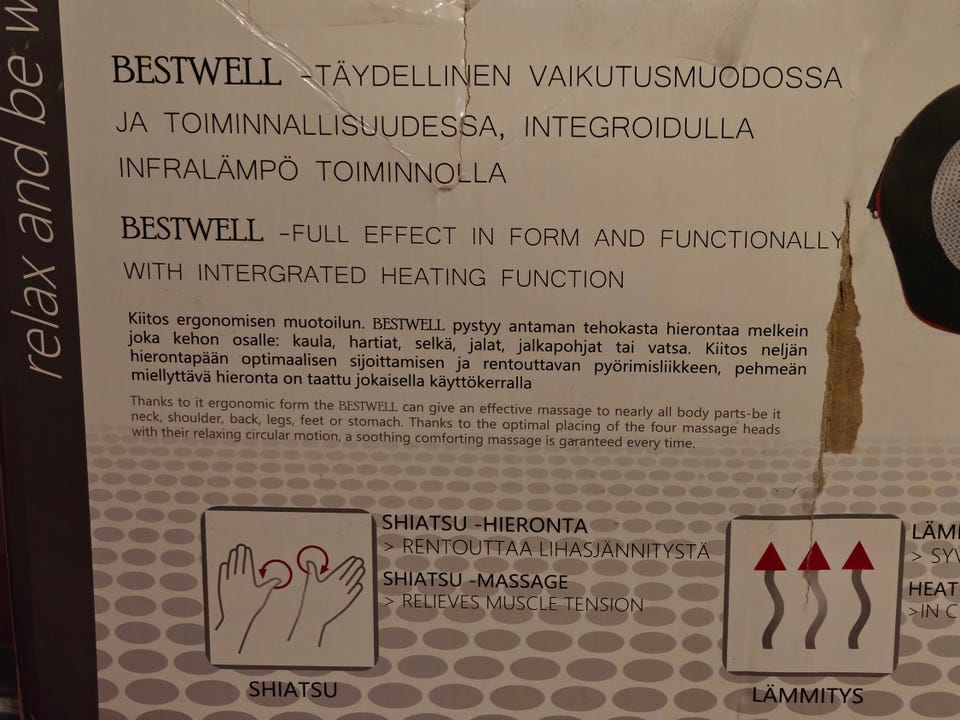 relax and be
BESTWELL -TÄYDELLINEN VAIKUTUSMUODOSSA
JA TOIMINNALLISUUDESSA, INTEGROIDULLA
INFRALÄMPÖ TOIMINNOLLA
BESTWELL -FULL EFFECT IN FORM AND FUNCTIONALLY
WITH INTERGRATED HEATING FUNCTION
Kiitos ergonomisen muotoilun. BESTWELL pystyy antaman tehokasta hierontaa melkein
joka kehon osalle: kaula, hartiat, selkä, jalat, jalkapohjat tai vatsa. Kiitos neljän
hierontapään optimaalisen sijoittamisen ja rentouttavan pyörimisliikkeen, pehmeän
miellyttävä hieronta on taattu jokaisella käyttökerralla
Thanks to it ergonomic form the BESTWELL can give an effective massage to nearly all body parts-be it
neck, shoulder, back, legs, feet or stomach. Thanks to the optimal placing of the four massage heads
with their relaxing circular motion, a soothing comforting massage is garanteed every time.
SHIATSU -HIERONTA
> RENTOUTTAA LIHASJÄNNITYSTÄ
SHIATSU -MASSAGE
> RELIEVES MUSCLE TENSION
SHIATSU
HEAT
>IN
LÄMMITYS